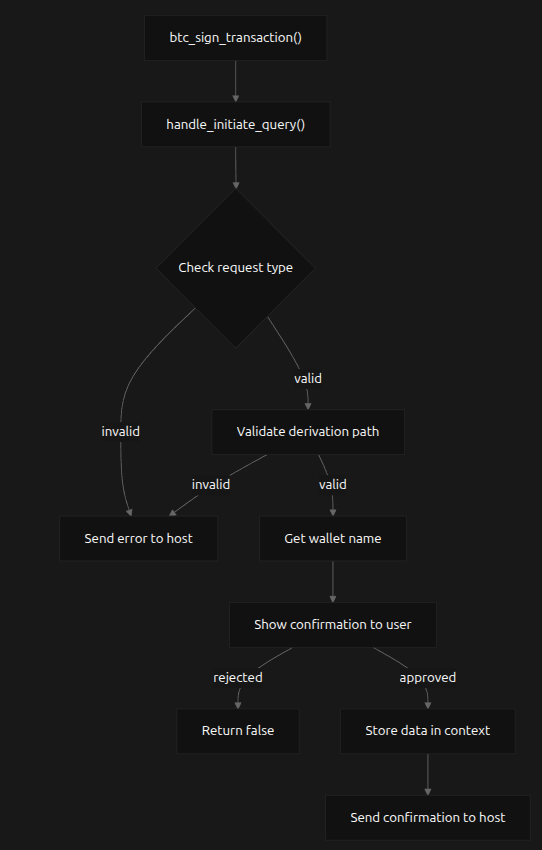 btc_sign_transaction()
handle_initiate_query()
Check request type
valid
invalid
Validate derivation path
invalid
valid
Send error to host
Get wallet name
Show confirmation to user
rejected
approved
Return false
Store data in context
Send confirmation to host